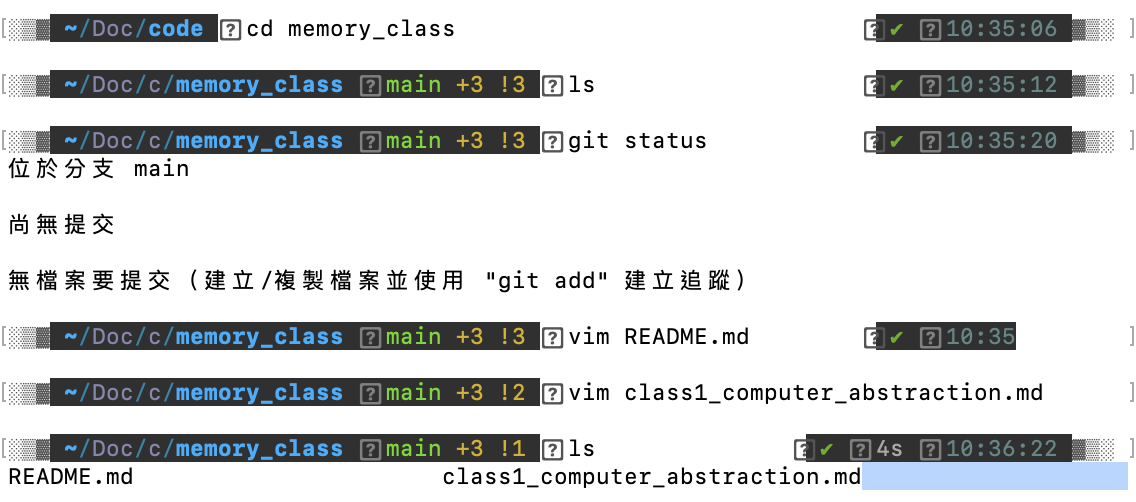 ~/Doc/code cd memory_class ✔ 10:35:06
~/Doc/c/memory_class main +3 !3 ls ✔ 10:35:12
~/Doc/c/memory_class main +3 !3 git status ✔ 10:35:20
位於分支 main
尚無提交
無檔案要提交（建立/複製檔案並使用 "git add" 建立追蹤）
~/Doc/c/memory_class main +3 !3 vim README.md ✔ 10:35
~/Doc/c/memory_class main +3 !2 vim class1_computer_abstraction.md
~/Doc/c/memory_class main +3 !1 ls ✔ 4s 10:36:22
README.md class1_computer_abstraction.md